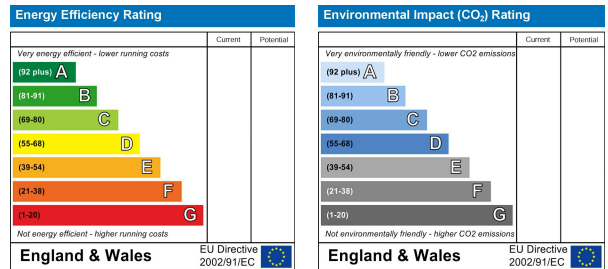 Energy Efficiency Rating
Current Potential
Very energy efficient - lower running costs
(92 plus) A
(81-91) B
(69-80) C
(55-68) D
(39-54) E
(21-38) F
(1-20) G
Not energy efficient - higher running costs
England & Wales
EU Directive
2002/91/EC
Environmental Impact (CO₂) Rating
Current Potential
Very environmentally friendly - lower CO2 emissions
(92 plus) A
(81-91) B
(69-80) C
(55-68) D
(39-54) E
(21-38) F
(1-20) G
Not environmentally friendly - higher CO2 emissions
England & Wales
EU Directive
2002/91/EC